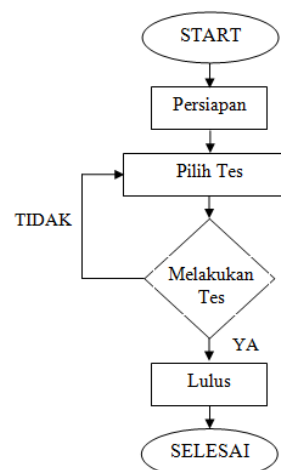 START
Persiapan
Pilih Tes
TIDAK
Melakukan
Tes
YA
Lulus
SELESAI